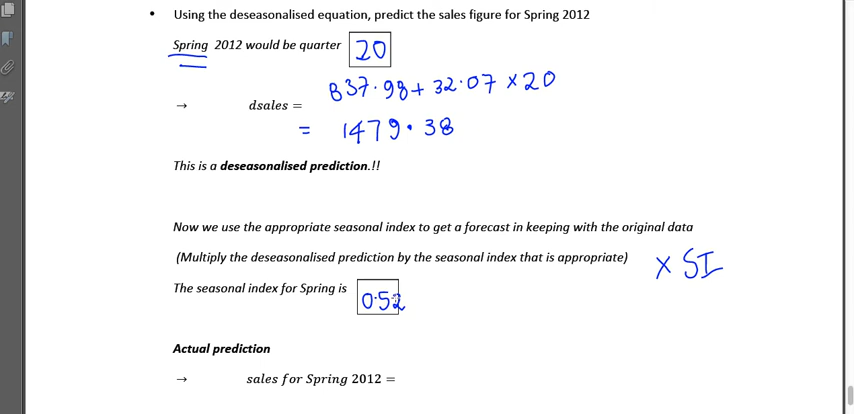 • Using the deseasonalised equation, predict the sales figure for Spring 2012
Spring 2012 would be quarter 20
→ dsales = 837.98 + 32.07 × 20
= 1479.38
This is a deseasonalised prediction.!!
Now we use the appropriate seasonal index to get a forecast in keeping with the original data
(Multiply the deseasonalised prediction by the seasonal index that is appropriate) × SI
The seasonal index for Spring is 0.52
Actual prediction
→ sales for Spring 2012 =